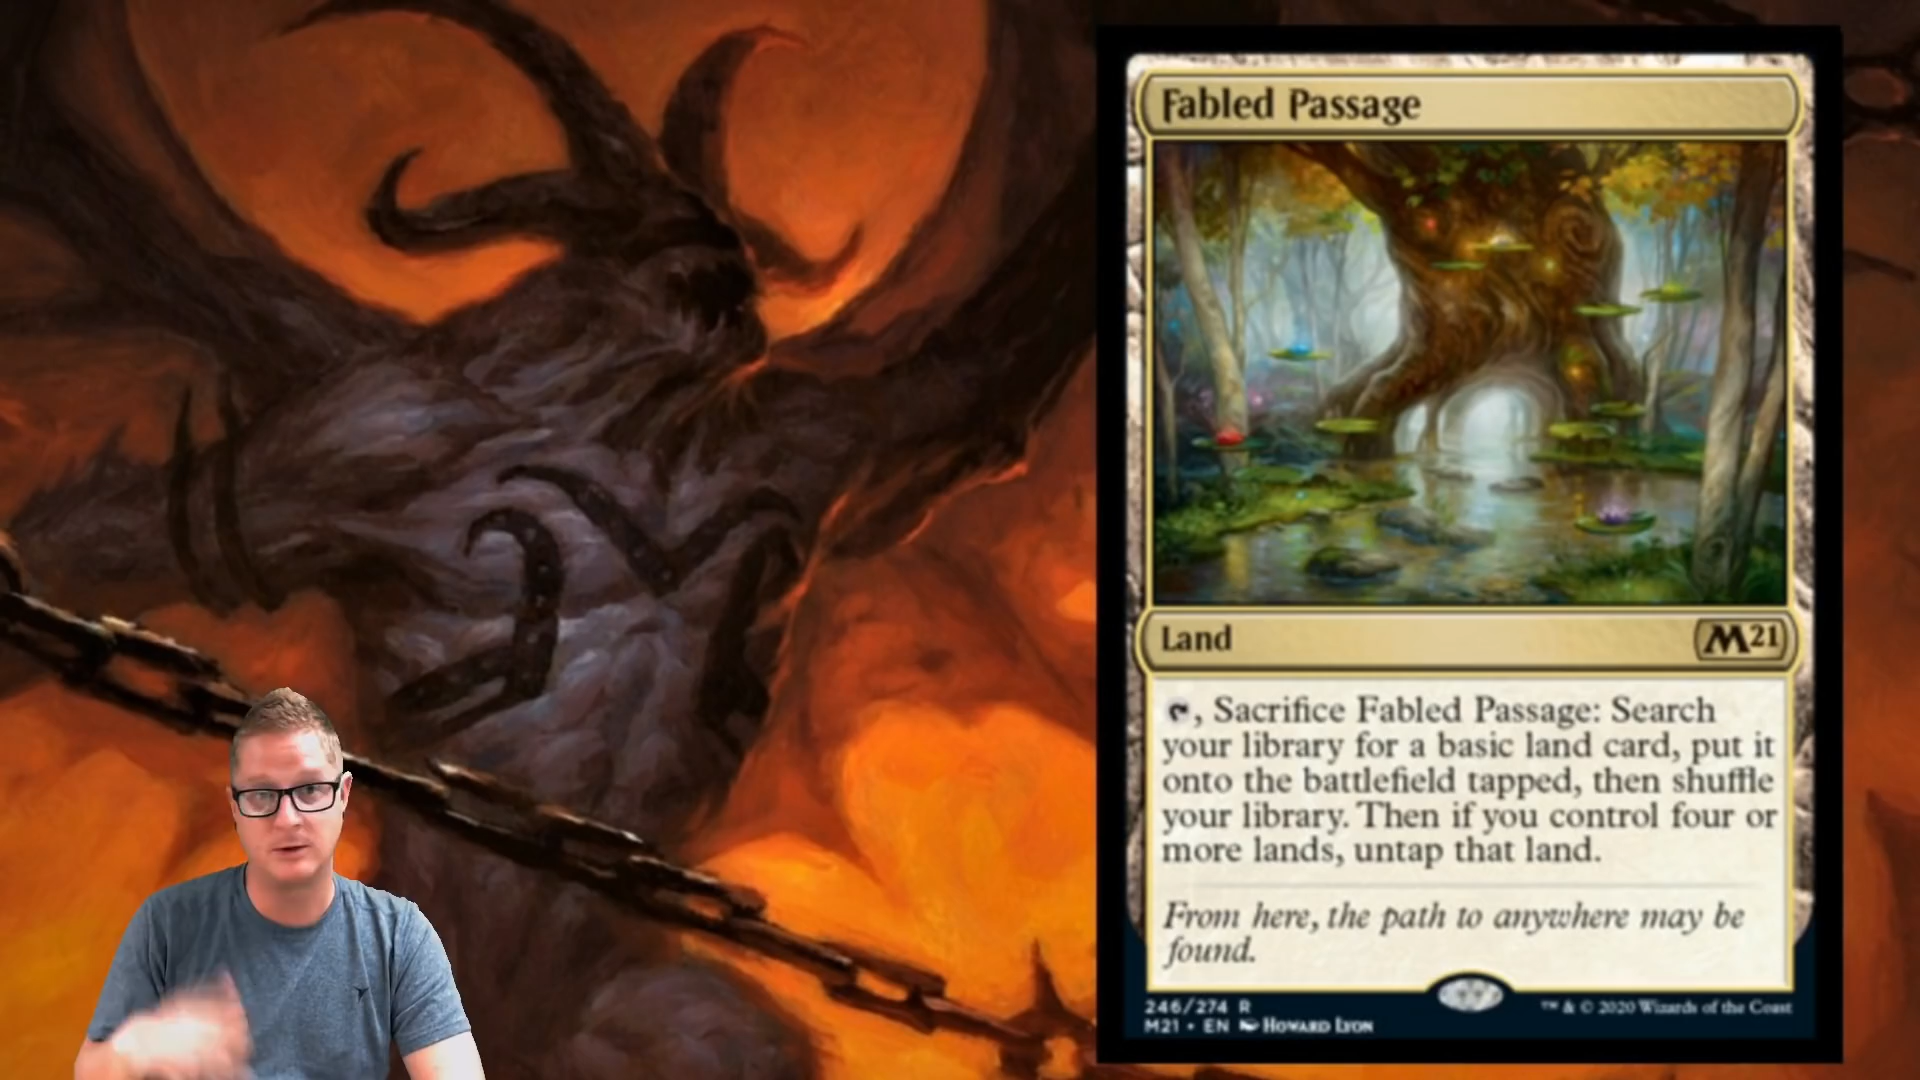 Fabled Passage
Land
M21
, Sacrifice Fabled Passage: Search
your library for a basic land card, put it
onto the battlefield tapped, then shuffle
your library. Then if you control four or
more lands, untap that land.
From here, the path to anywhere may be
found.
246/274 R
™ & © 2020 Wizards of the Coast
M21 • EN Howard Lyon